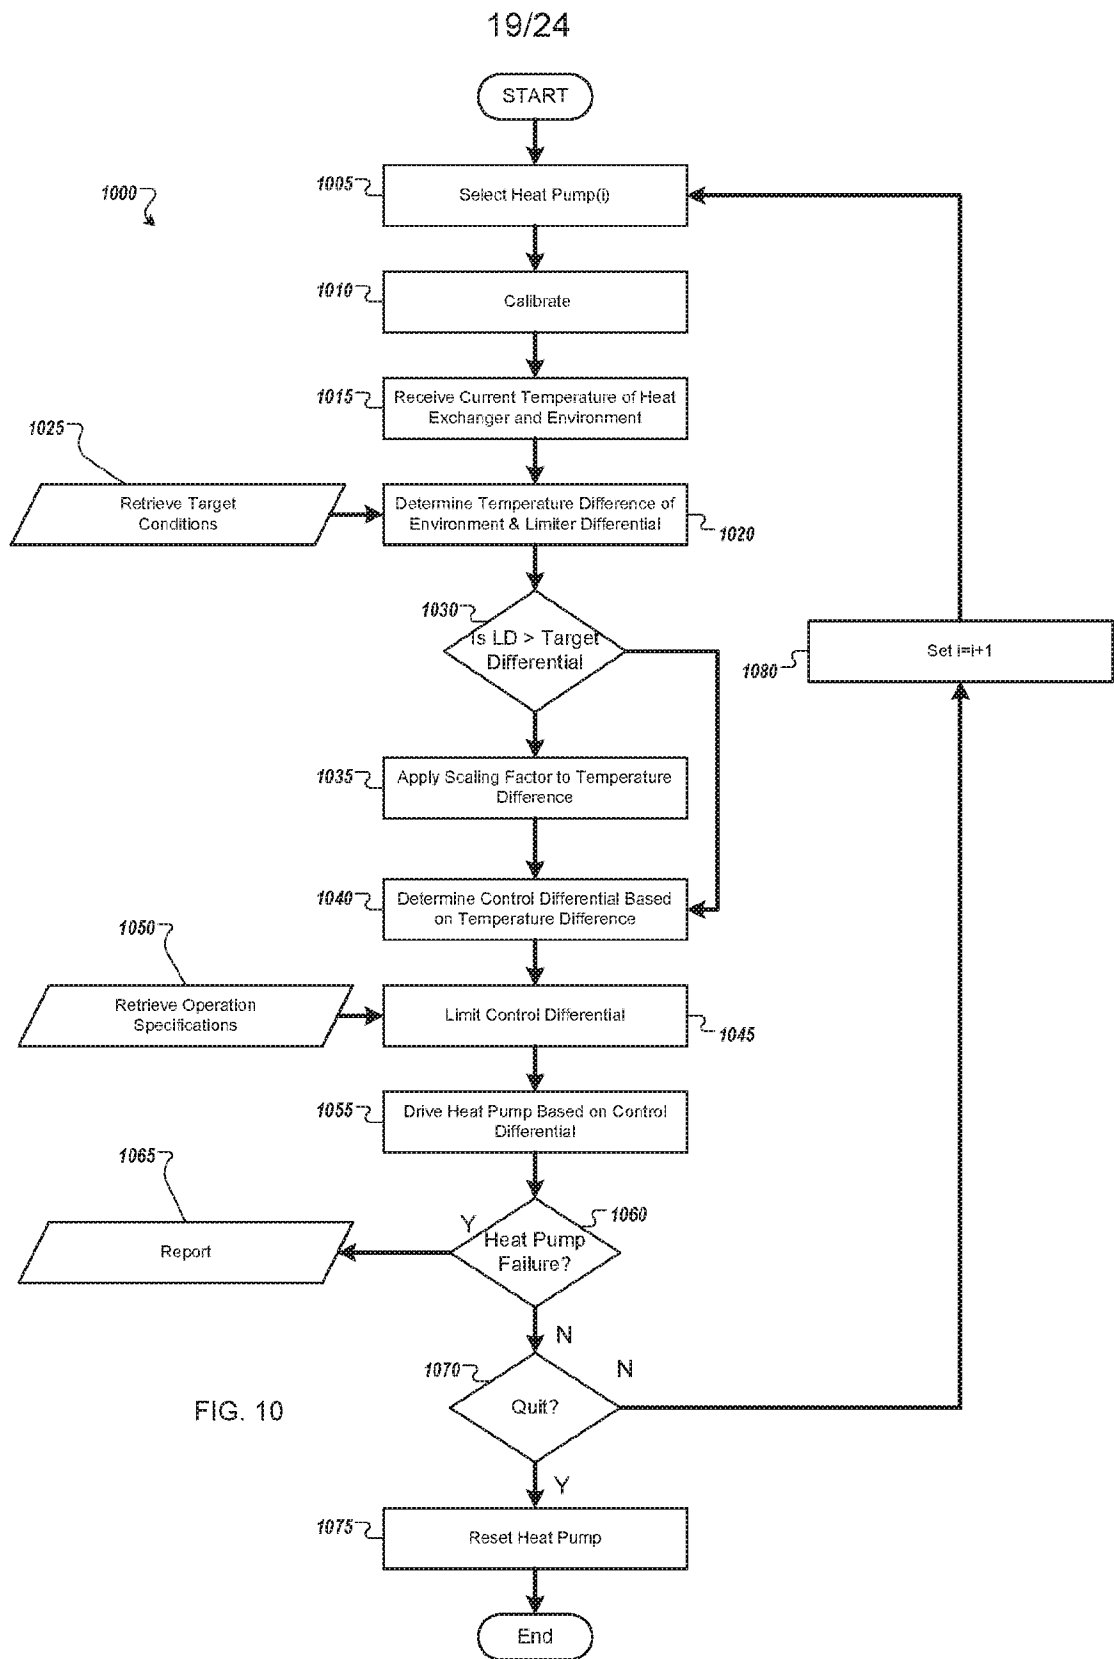 19/24
START
1000
1005
Select Heat Pump(i)
1010
Calibrate
1015
Receive Current Temperature of Heat
Exchanger and Environment
1025
Retrieve Target
Conditions
Determine Temperature Difference of
Environment & Limiter Differential
1020
1030
Is LD > Target
Differential
1080
Set i=i+1
1035
Apply Scaling Factor to Temperature
Difference
1040
Determine Control Differential Based
on Temperature Difference
1050
Retrieve Operation
Specifications
Limit Control Differential
1045
1055
Drive Heat Pump Based on Control
Differential
1065
Report
Y
1060
Heat Pump
Failure?
N
1070
Quit?
N
FIG. 10
Y
1075
Reset Heat Pump
End